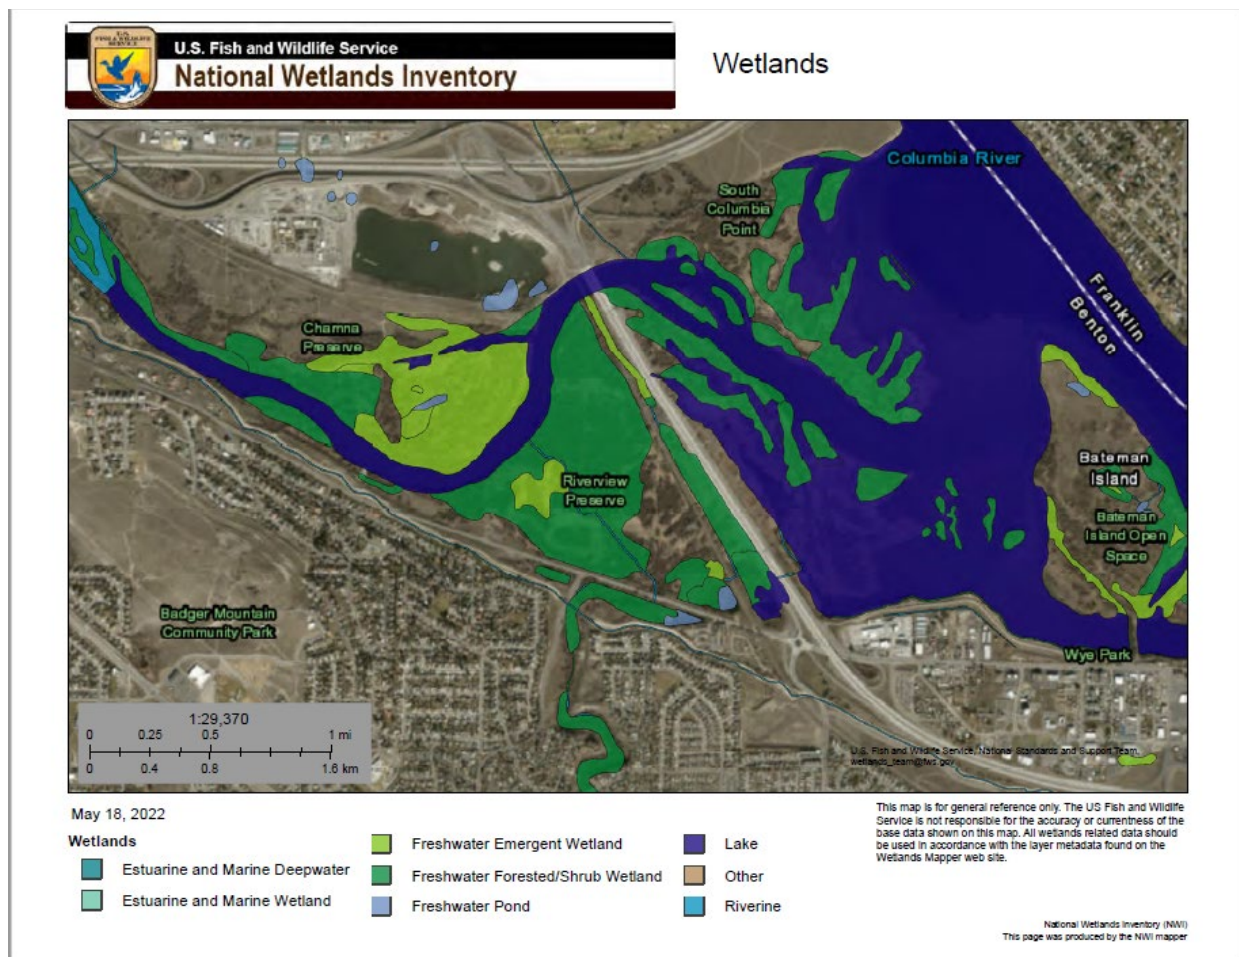 U.S.
FISH & WILDLIFE
SERVICE
U.S. Fish and Wildlife Service
National Wetlands Inventory
Wetlands
Columbia River
South
Columbia
Point
Franklin
Benton
Chamna
Preserve
Bateman
Island
Riverview
Preserve
Bateman
Island Open
Space
Badger Mountain
Community Park
Wye Park
1:29,370
0 0.25 0.5 1 mi
0 0.4 0.8 1.6 km
U.S. Fish and Wildlife Service, National Standards and Support Team,
wetlands_team@fws.gov
May 18, 2022
Wetlands
Estuarine and Marine Deepwater
Estuarine and Marine Wetland
Freshwater Emergent Wetland
Freshwater Forested/Shrub Wetland
Freshwater Pond
Lake
Other
Riverine
This map is for general reference only. The US Fish and Wildlife
Service is not responsible for the accuracy or currentness of the
base data shown on this map. All wetlands related data should
be used in accordance with the layer metadata found on the
Wetlands Mapper web site.
National Wetlands Inventory (NWI)
This page was produced by the NWI mapper